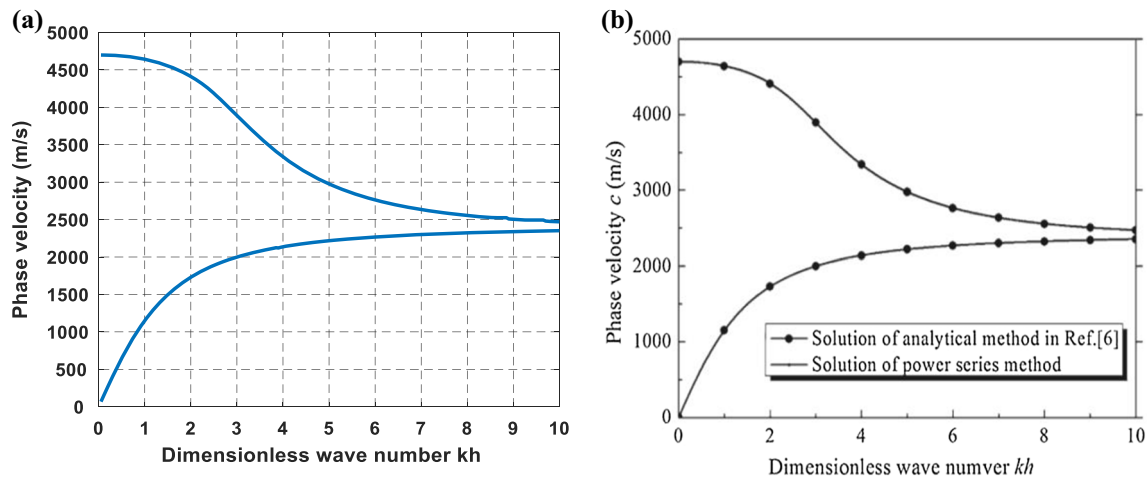 (a)
5000
4500
4000
3500
3000
2500
2000
1500
1000
500
0
Phase velocity (m/s)
0 1 2 3 4 5 6 7 8 9 10
Dimensionless wave number kh
(b)
5000
4000
3000
2000
1000
0
Phase velocity c (m/s)
Solution of analytical method in Ref.[6]
Solution of power series method
0 2 4 6 8 10
Dimensionless wave numver kh